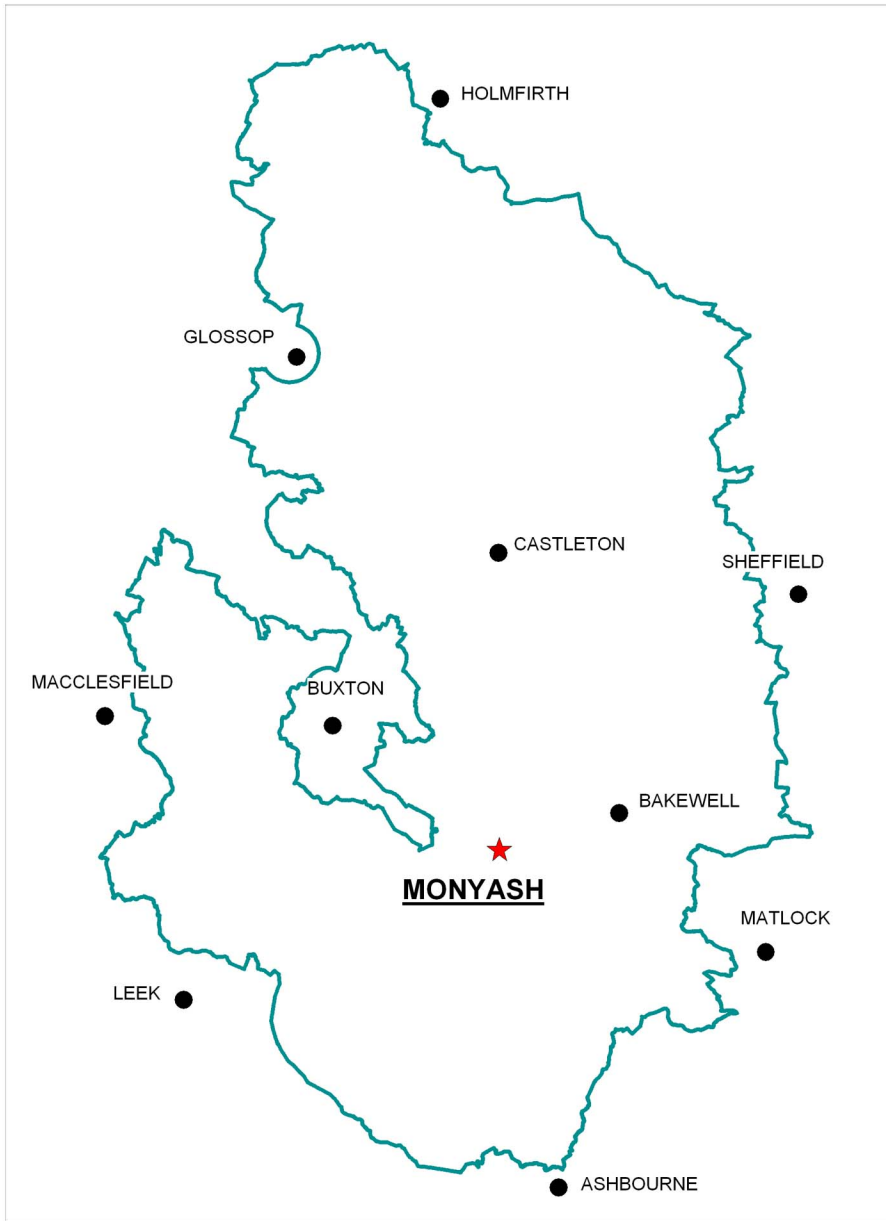 HOLMFIRTH
GLOSSOP
CASTLETON
SHEFFIELD
MACCLESFIELD
BUXTON
BAKEWELL
MONYASH
MATLOCK
LEEK
ASHBOURNE